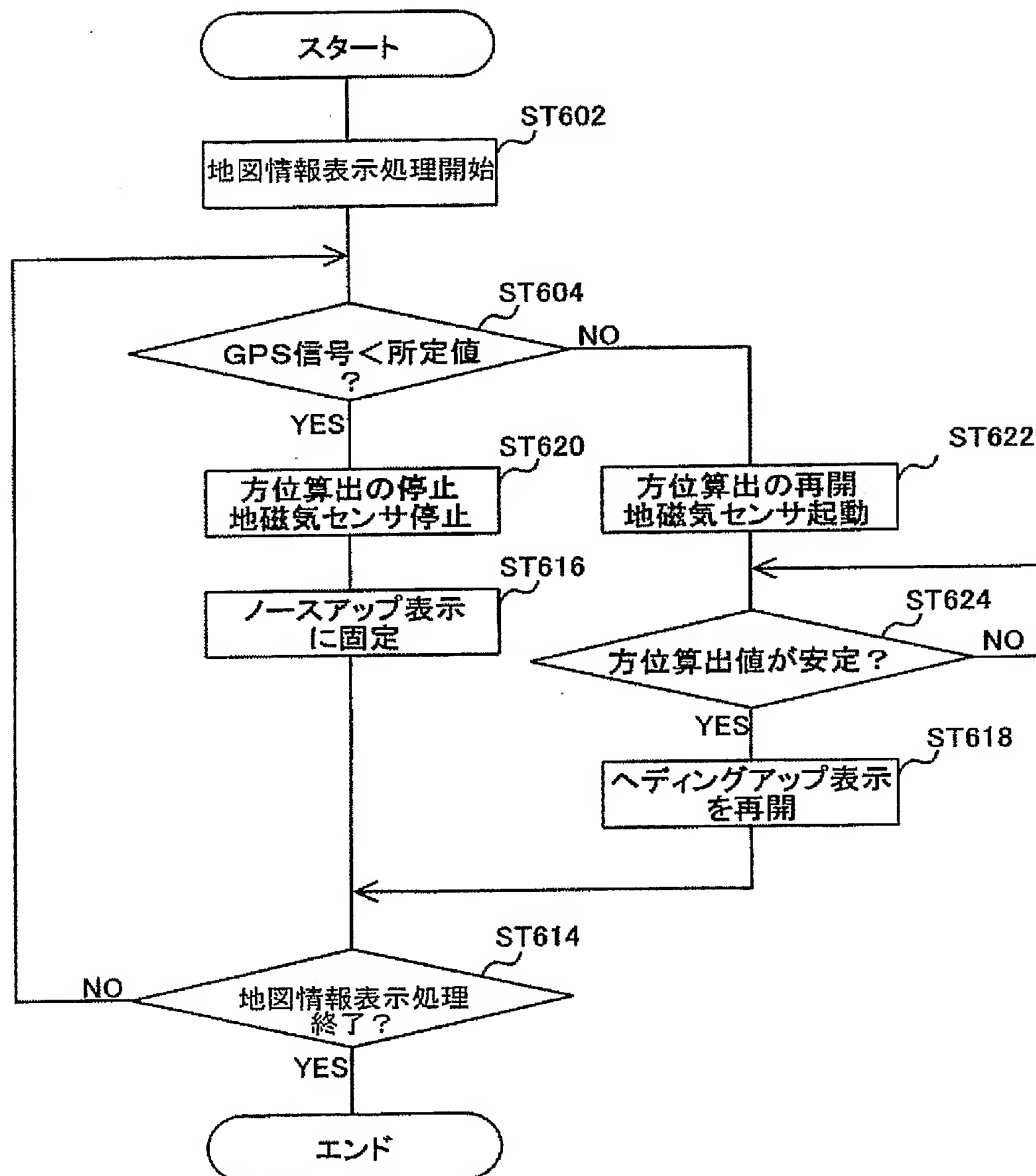 スタート
ST602
地図情報表示処理開始
ST604
GPS信号<所定値
?
NO
YES
ST620
方位算出の停止
地磁気センサ停止
ST616
ノースアップ表示
に固定
ST622
方位算出の再開
地磁気センサ起動
ST624
方位算出値が安定?
NO
YES
ST618
ヘディングアップ表示
を再開
ST614
地図情報表示処理
終了?
NO
YES
エンド